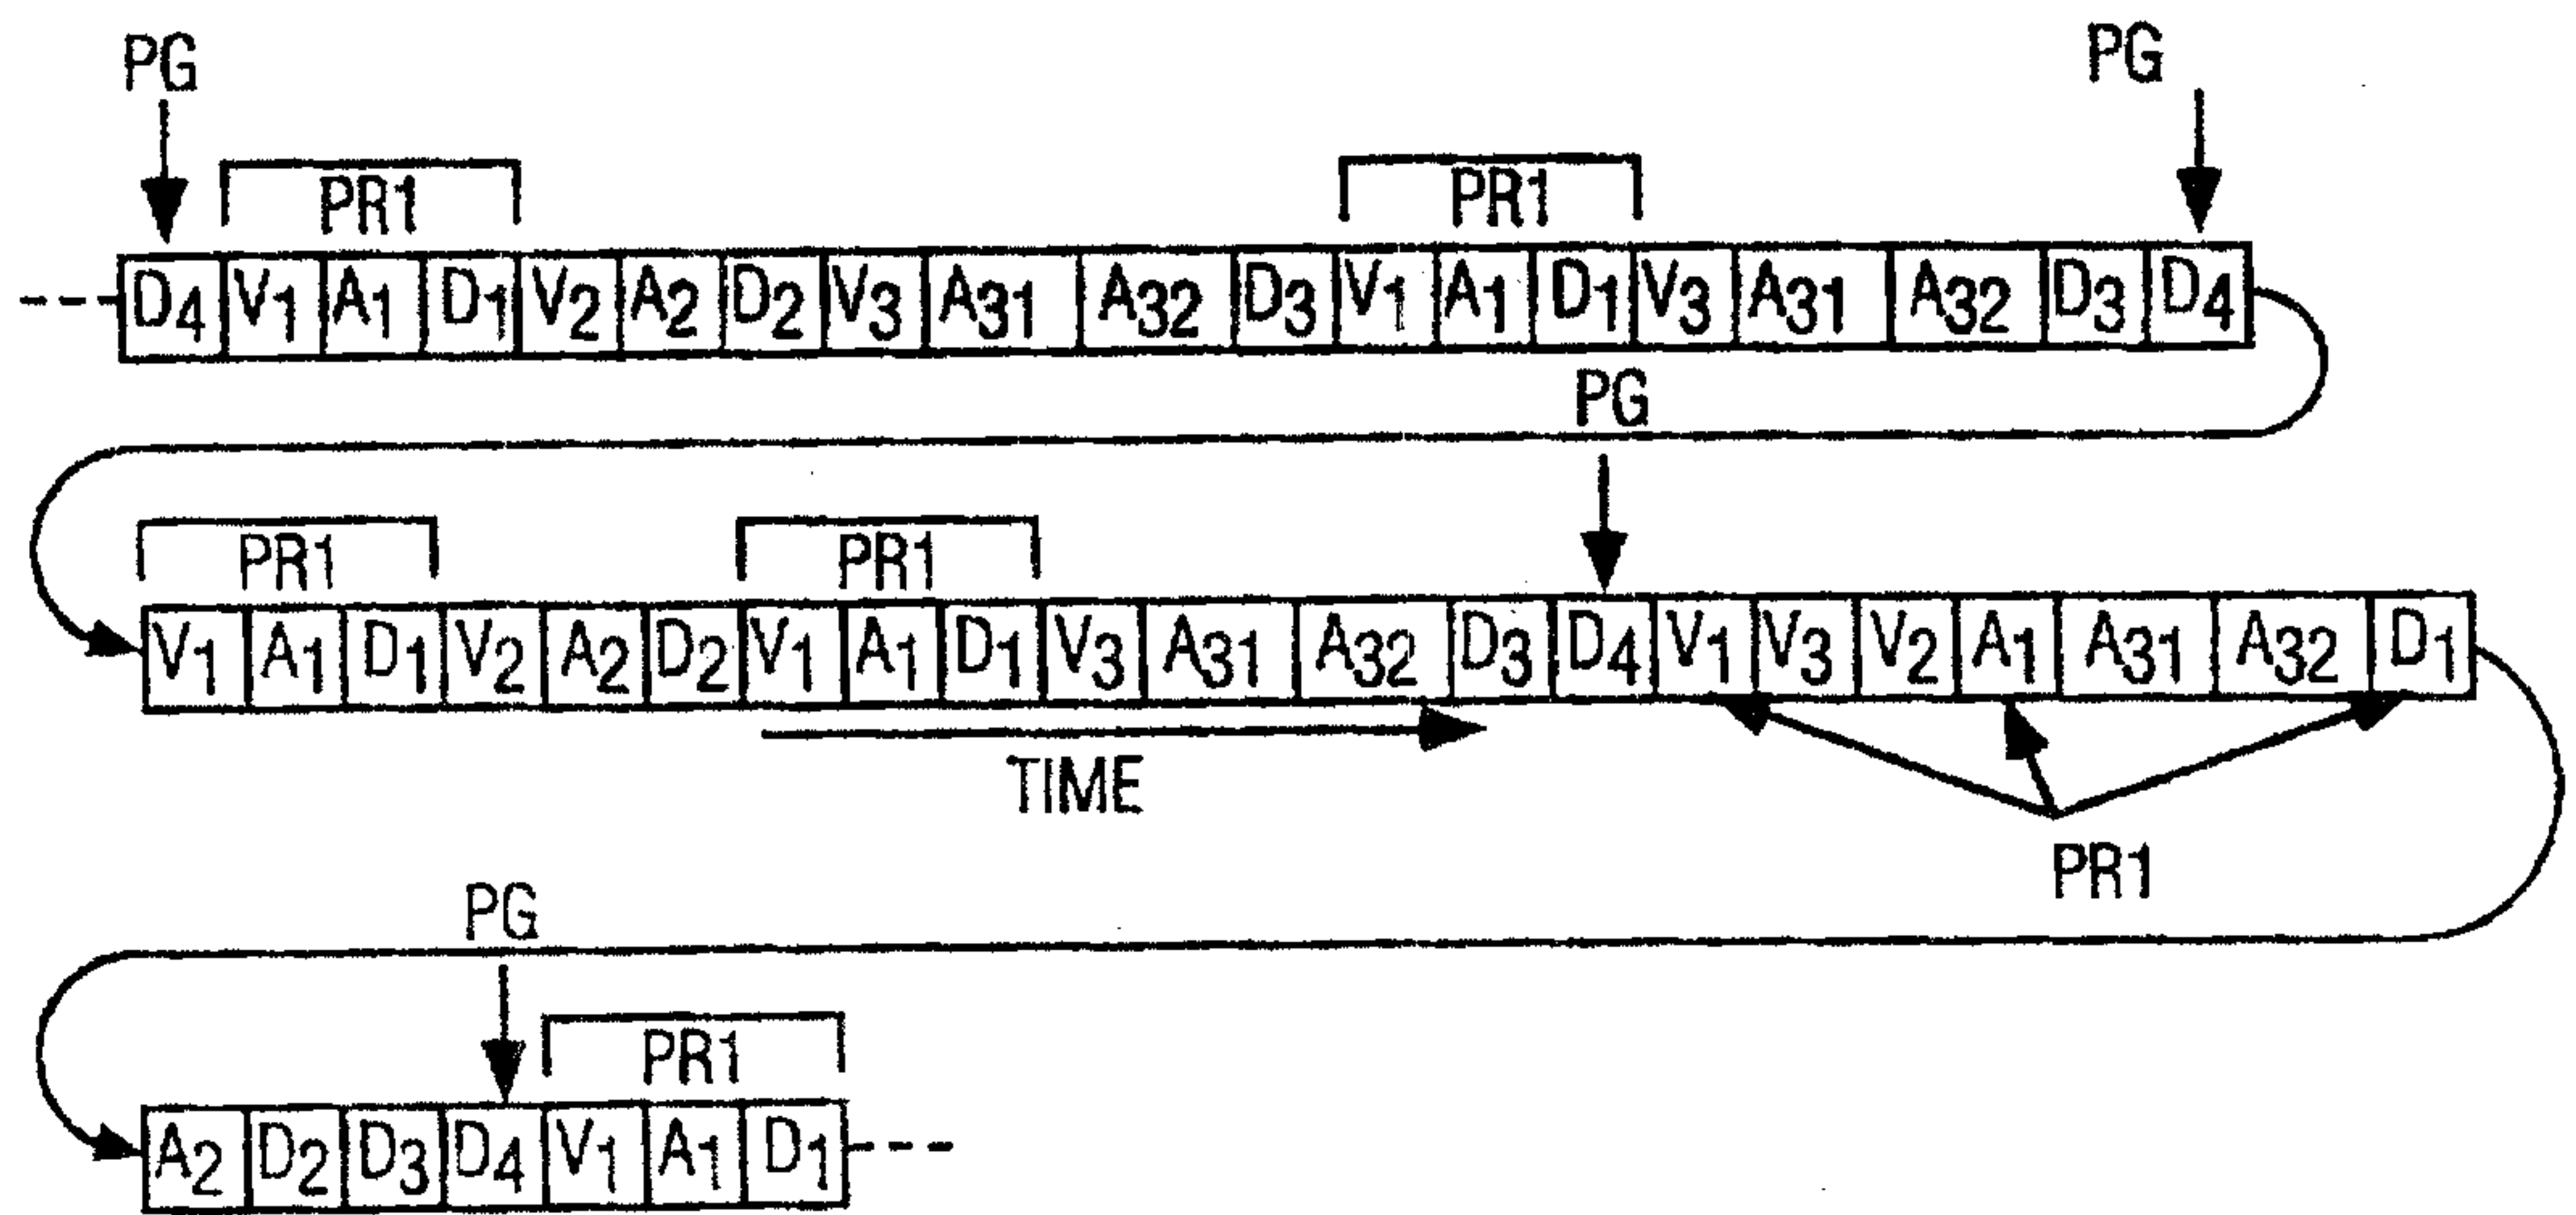 PG PG
PR1 PR1
D4 V1 A1 D1 V2 A2 D2 V3 A31 A32 D3 V1 A1 D1 V3 A31 A32 D3 D4
PG
PR1 PR1
V1 A1 D1 V2 A2 D2 V1 A1 D1 V3 A31 A32 D3 D4 V1 V3 V2 A1 A31 A32 D1
TIME
PR1
PG
PR1
A2 D2 D3 D4 V1 A1 D1